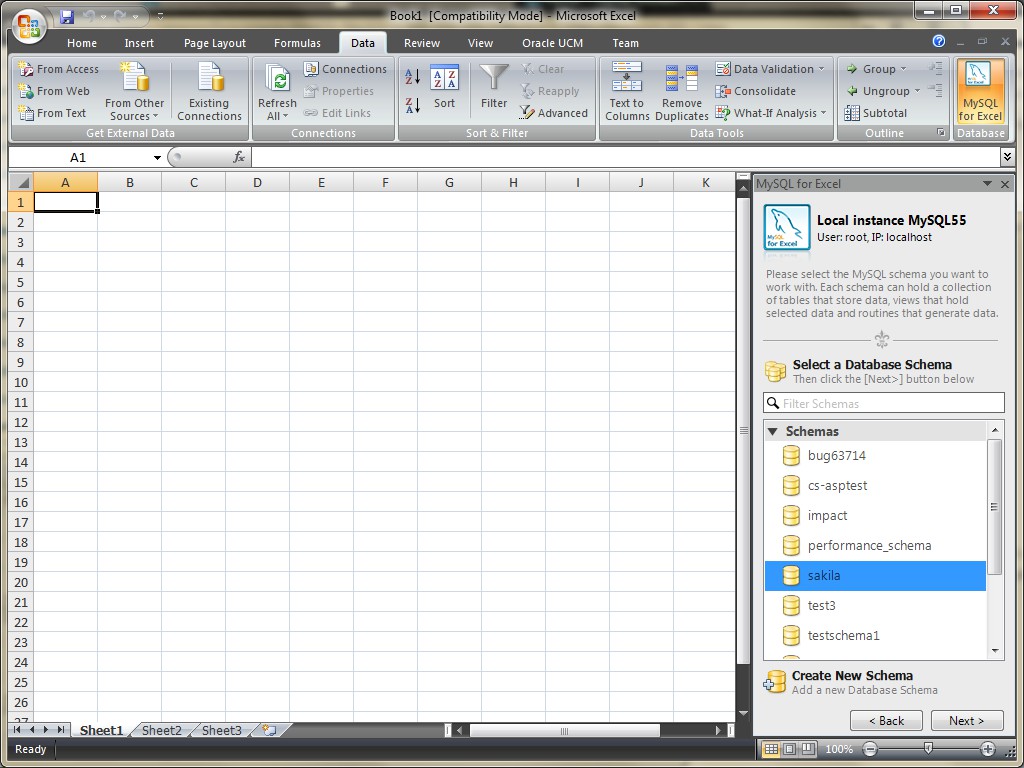 Book1 [Compatibility Mode] - Microsoft Excel
Home Insert Page Layout Formulas Data Review View Oracle UCM Team
From Access
From Web
From Text
From Other Sources
Existing Connections
Get External Data
Refresh All
Connections
Properties
Edit Links
Connections
Sort
Filter
Clear
Reapply
Advanced
Sort & Filter
Text to Columns
Remove Duplicates
Data Validation
Consolidate
What-If Analysis
Data Tools
Group
Ungroup
Subtotal
Outline
MySQL for Excel
Database
A1 fx
A B C D E F G H I J K
1
2
3
4
5
6
7
8
9
10
11
12
13
14
15
16
17
18
19
20
21
22
23
24
25
26
27
MySQL for Excel
MySQL for Excel
Local instance MySQL55
User: root, IP: localhost
Please select the MySQL schema you want to
work with. Each schema can hold a collection
of tables that store data, views that hold
selected data and routines that generate data.
Select a Database Schema
Then click the [Next>] button below
Filter Schemas
Schemas
bug63714
cs-asptest
impact
performance_schema
sakila
test3
testschema1
Create New Schema
Add a new Database Schema
< Back Next >
Sheet1 Sheet2 Sheet3
Ready 100%